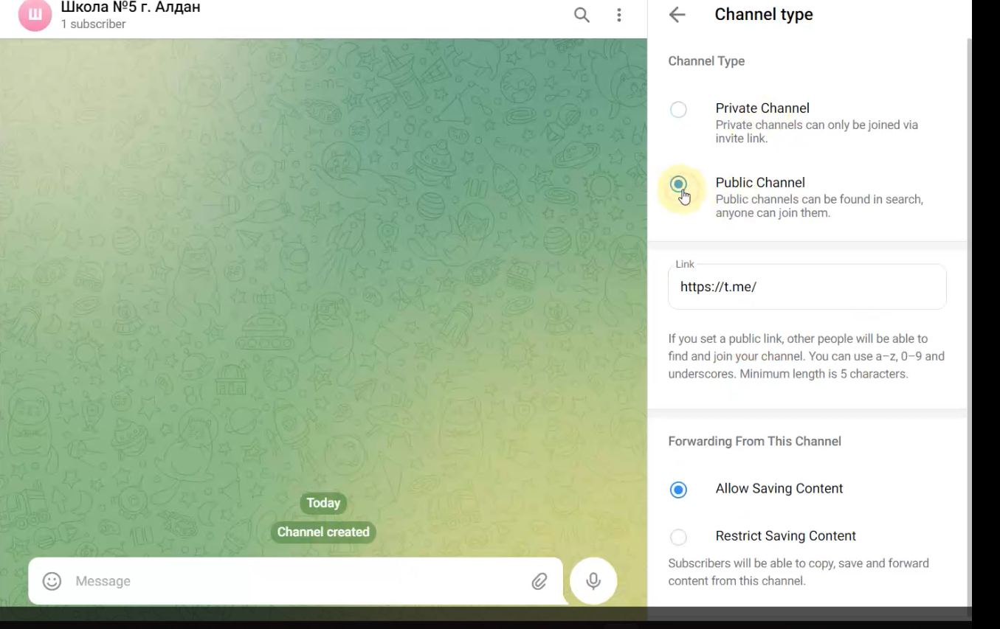 Ш
Школа №5 г. Алдан
1 subscriber
Today
Channel created
Message
Channel type
Channel Type
Private Channel
Private channels can only be joined via
invite link.
Public Channel
Public channels can be found in search,
anyone can join them.
Link
https://t.me/
If you set a public link, other people will be able to
find and join your channel. You can use a–z, 0–9 and
underscores. Minimum length is 5 characters.
Forwarding From This Channel
Allow Saving Content
Restrict Saving Content
Subscribers will be able to copy, save and forward
content from this channel.